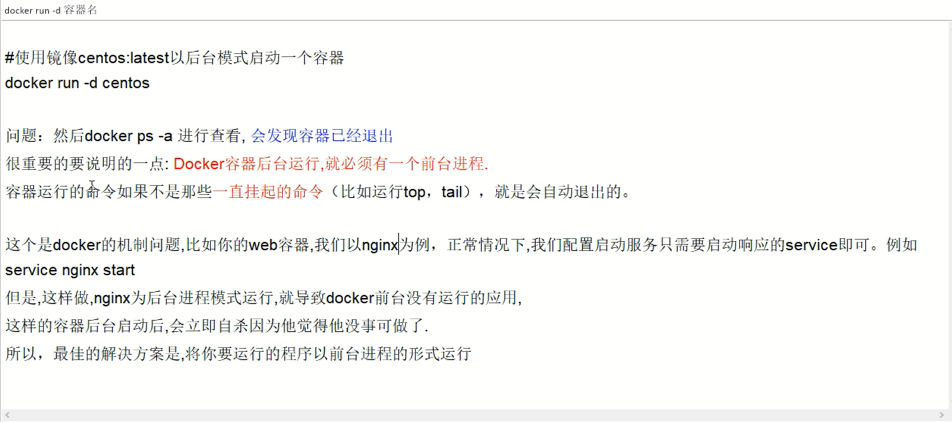 docker run -d 容器名
#使用镜像centos:latest以后台模式启动一个容器
docker run -d centos
问题：然后docker ps -a 进行查看, 会发现容器已经退出
很重要的要说明的一点: Docker容器后台运行,就必须有一个前台进程.
容器运行的命令如果不是那些一直挂起的命令（比如运行top，tail），就是会自动退出的。
这个是docker的机制问题,比如你的web容器,我们以nginx为例，正常情况下,我们配置启动服务只需要启动响应的service即可。例如
service nginx start
但是,这样做,nginx为后台进程模式运行,就导致docker前台没有运行的应用,
这样的容器后台启动后,会立即自杀因为他觉得他没事可做了.
所以，最佳的解决方案是,将你要运行的程序以前台进程的形式运行